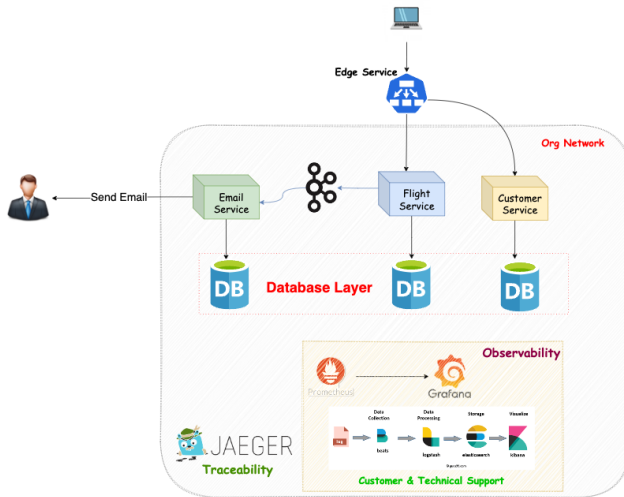 Edge Service
Org Network
Send Email
Email
Service
Flight
Service
Customer
Service
DB
Database Layer
DB
DB
Observability
Prometheus
Grafana
Data
Collection
Data
Processing
Storage
Visualize
log
beats
logstash
elasticsearch
kibana
JAEGER
Traceability
Customer & Technical Support